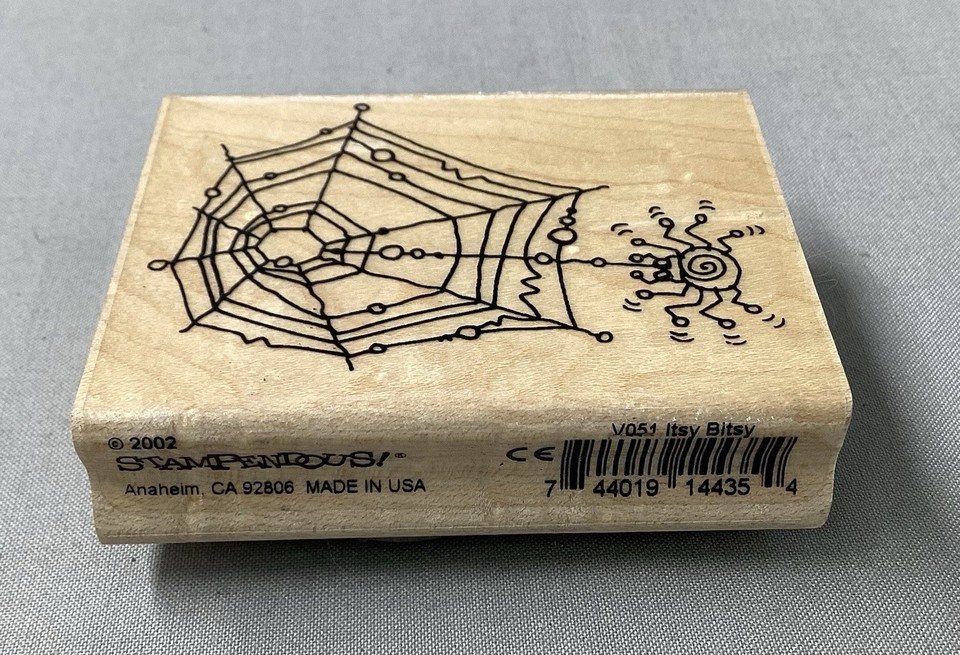 © 2002
STAMPENDOUS!®
Anaheim, CA 92806 MADE IN USA
CE
V051 Itsy Bitsy
7 44019 14435 4